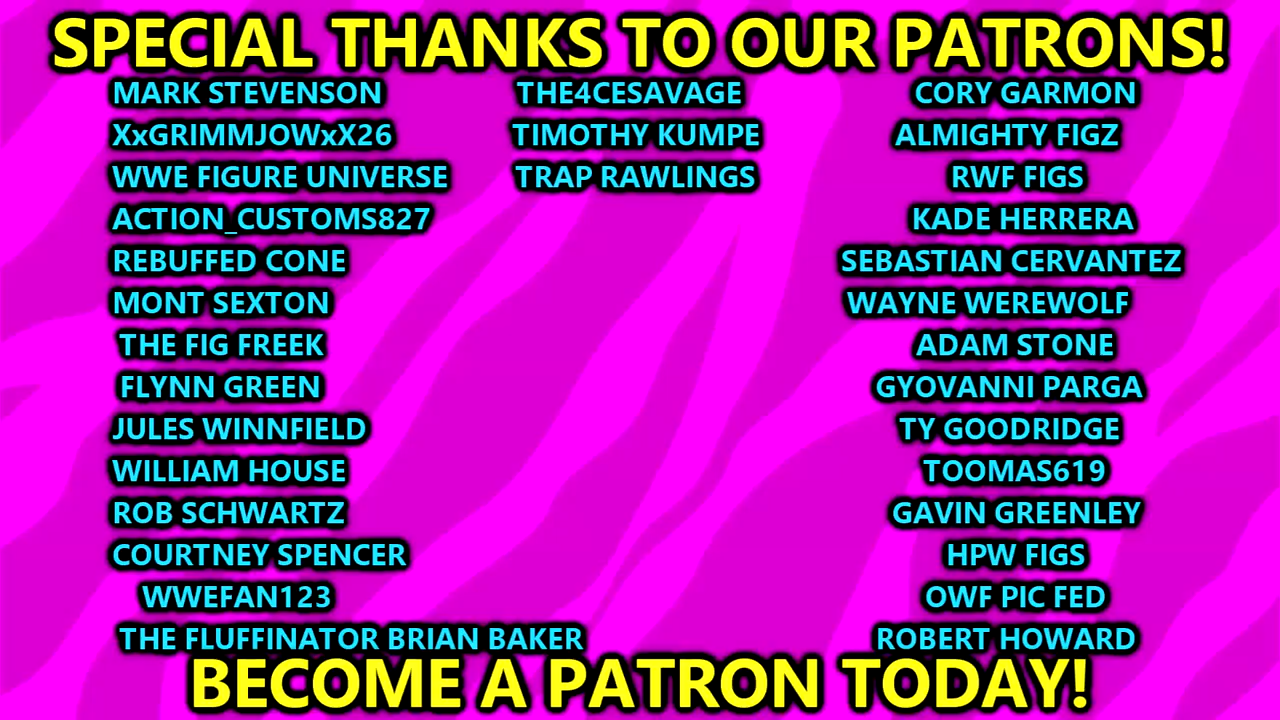 SPECIAL THANKS TO OUR PATRONS!
MARK STEVENSON THE4CESAVAGE CORY GARMON
XxGRIMMJOWxX26 TIMOTHY KUMPE ALMIGHTY FIGZ
WWE FIGURE UNIVERSE TRAP RAWLINGS RWF FIGS
ACTION_CUSTOMS827 KADE HERRERA
REBUFFED CONE SEBASTIAN CERVANTEZ
MONT SEXTON WAYNE WEREWOLF
THE FIG FREEK ADAM STONE
FLYNN GREEN GYOVANNI PARGA
JULES WINNFIELD TY GOODRIDGE
WILLIAM HOUSE TOOMAS619
ROB SCHWARTZ GAVIN GREENLEY
COURTNEY SPENCER HPW FIGS
WWEFAN123 OWF PIC FED
THE FLUFFINATOR BRIAN BAKER ROBERT HOWARD
BECOME A PATRON TODAY!